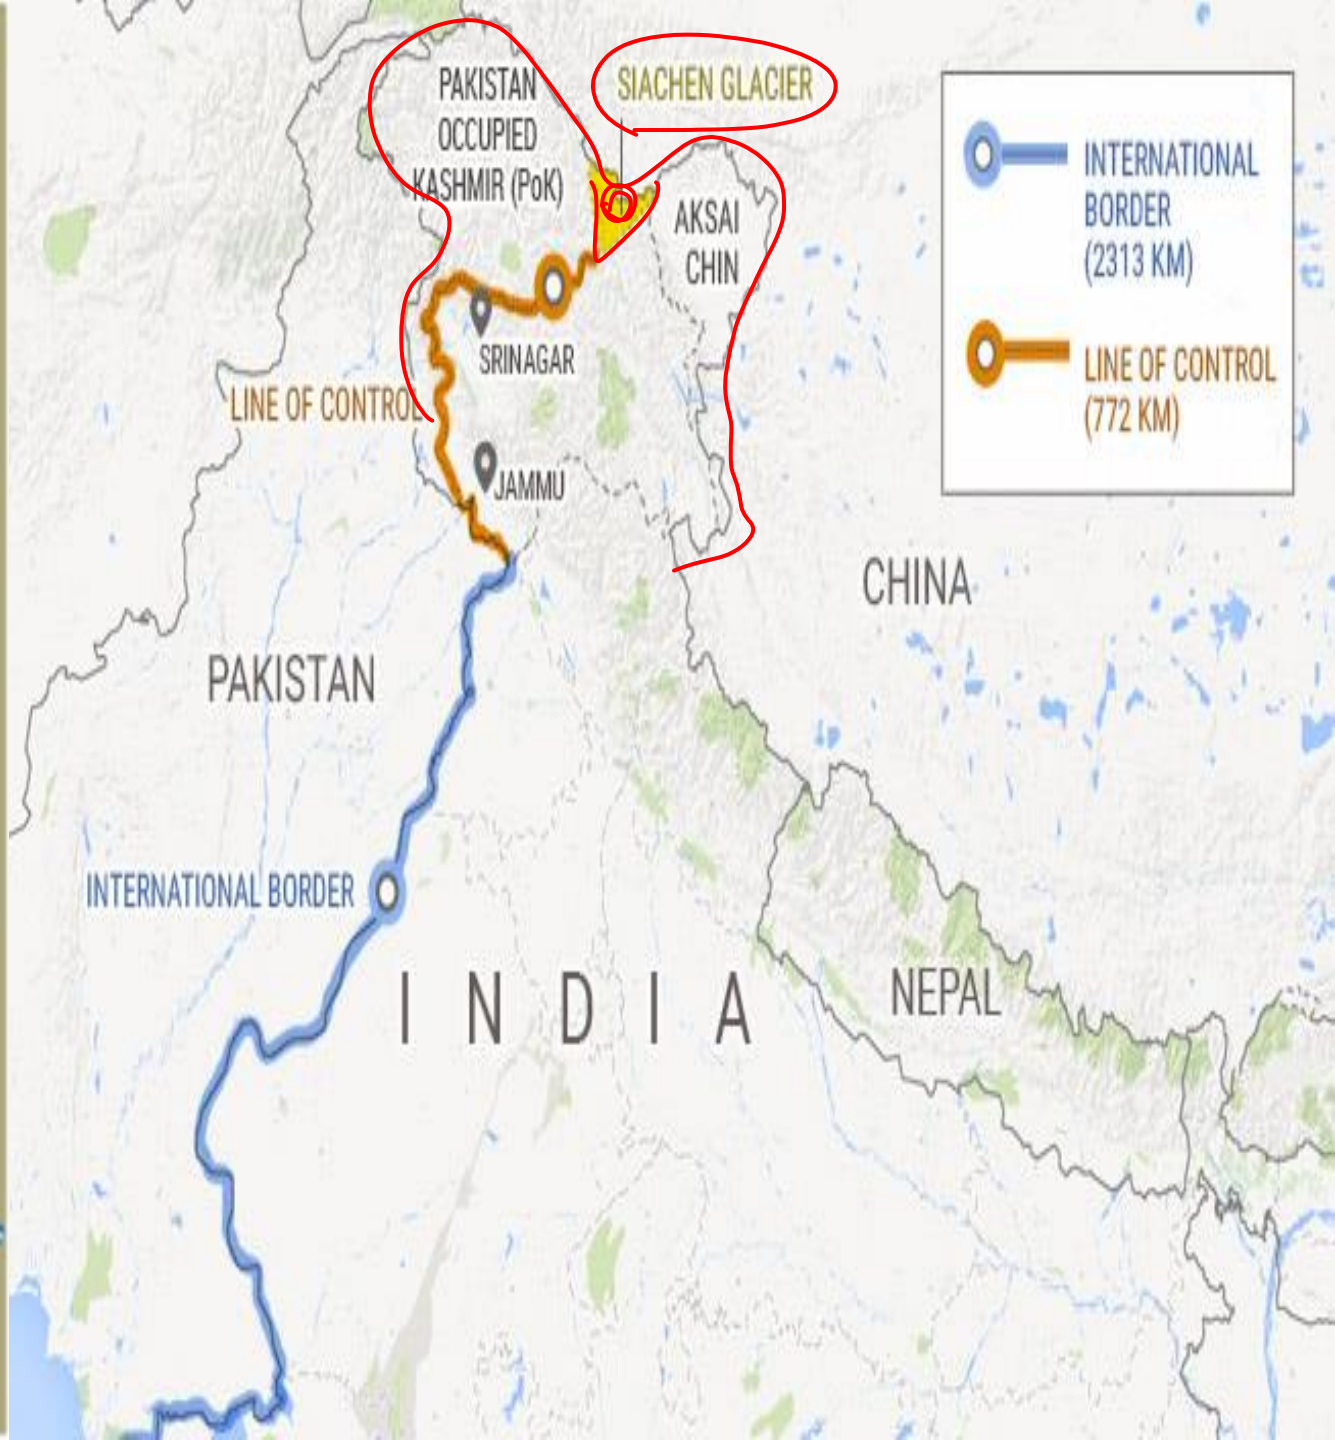 PAKISTAN
OCCUPIED
KASHMIR (PoK)
SIACHEN GLACIER
AKSAI
CHIN
INTERNATIONAL
BORDER
(2313 KM)
LINE OF CONTROL
(772 KM)
SRINAGAR
LINE OF CONTROL
JAMMU
CHINA
PAKISTAN
INTERNATIONAL BORDER
INDIA
NEPAL